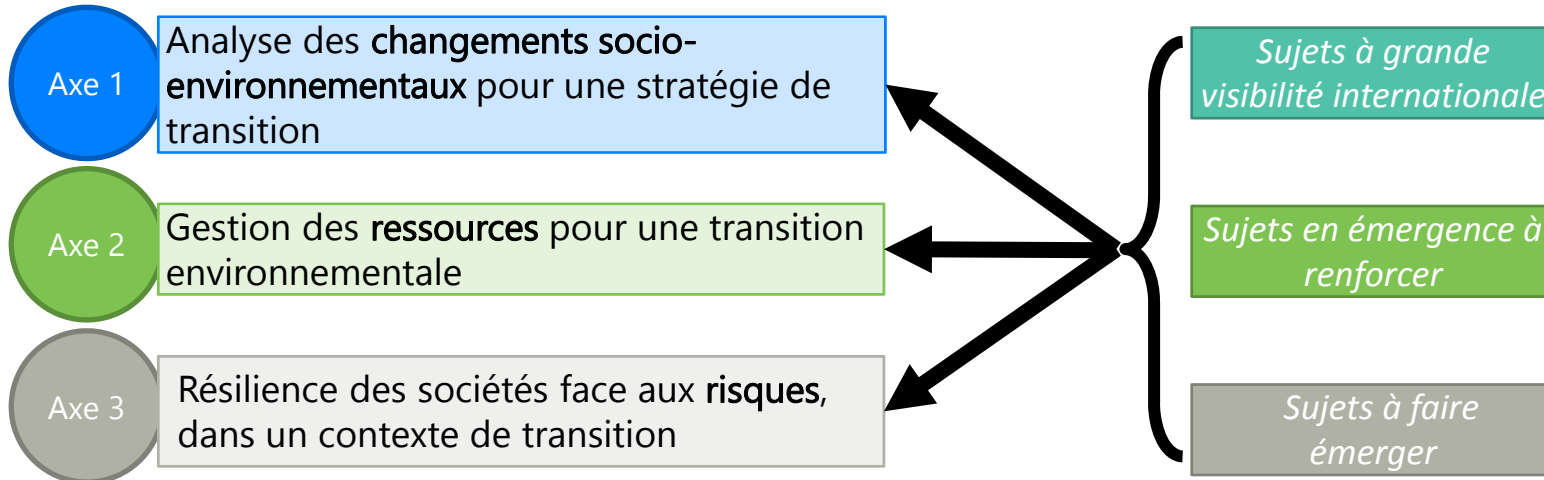 Axe 1
Analyse des changements socio-
environnementaux pour une stratégie de
transition
Axe 2
Gestion des ressources pour une transition
environnementale
Axe 3
Résilience des sociétés face aux risques,
dans un contexte de transition
Sujets à grande
visibilité internationale
Sujets en émergence à
renforcer
Sujets à faire
émerger